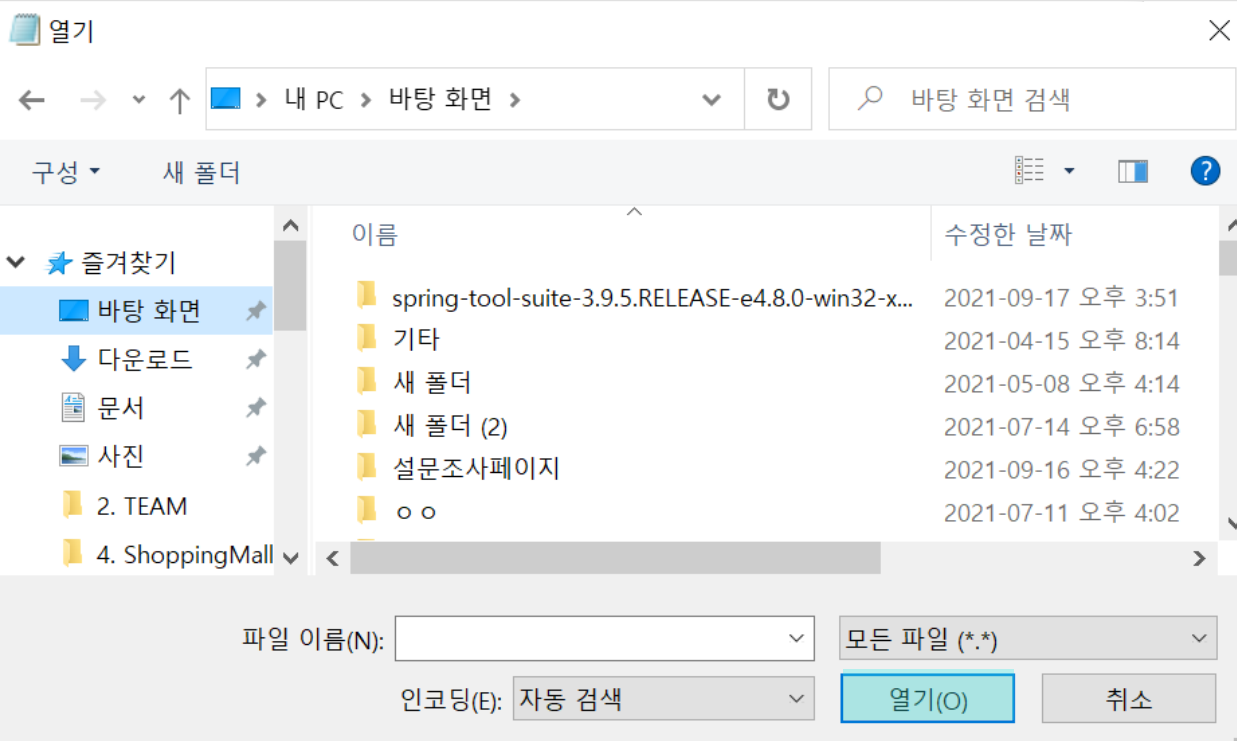 열기
내 PC 바탕 화면
바탕 화면 검색
구성 새 폴더
?
즐겨찾기
바탕 화면
다운로드
문서
사진
2. TEAM
4. ShoppingMall
이름 수정한 날짜
spring-tool-suite-3.9.5.RELEASE-e4.8.0-win32-x... 2021-09-17 오후 3:51
기타 2021-04-15 오후 8:14
새 폴더 2021-05-08 오후 4:14
새 폴더 (2) 2021-07-14 오후 6:58
설문조사페이지 2021-09-16 오후 4:22
ㅇㅇ 2021-07-11 오후 4:02
파일 이름(N): 모든 파일 (*.*)
인코딩(E): 자동 검색 열기(O) 취소